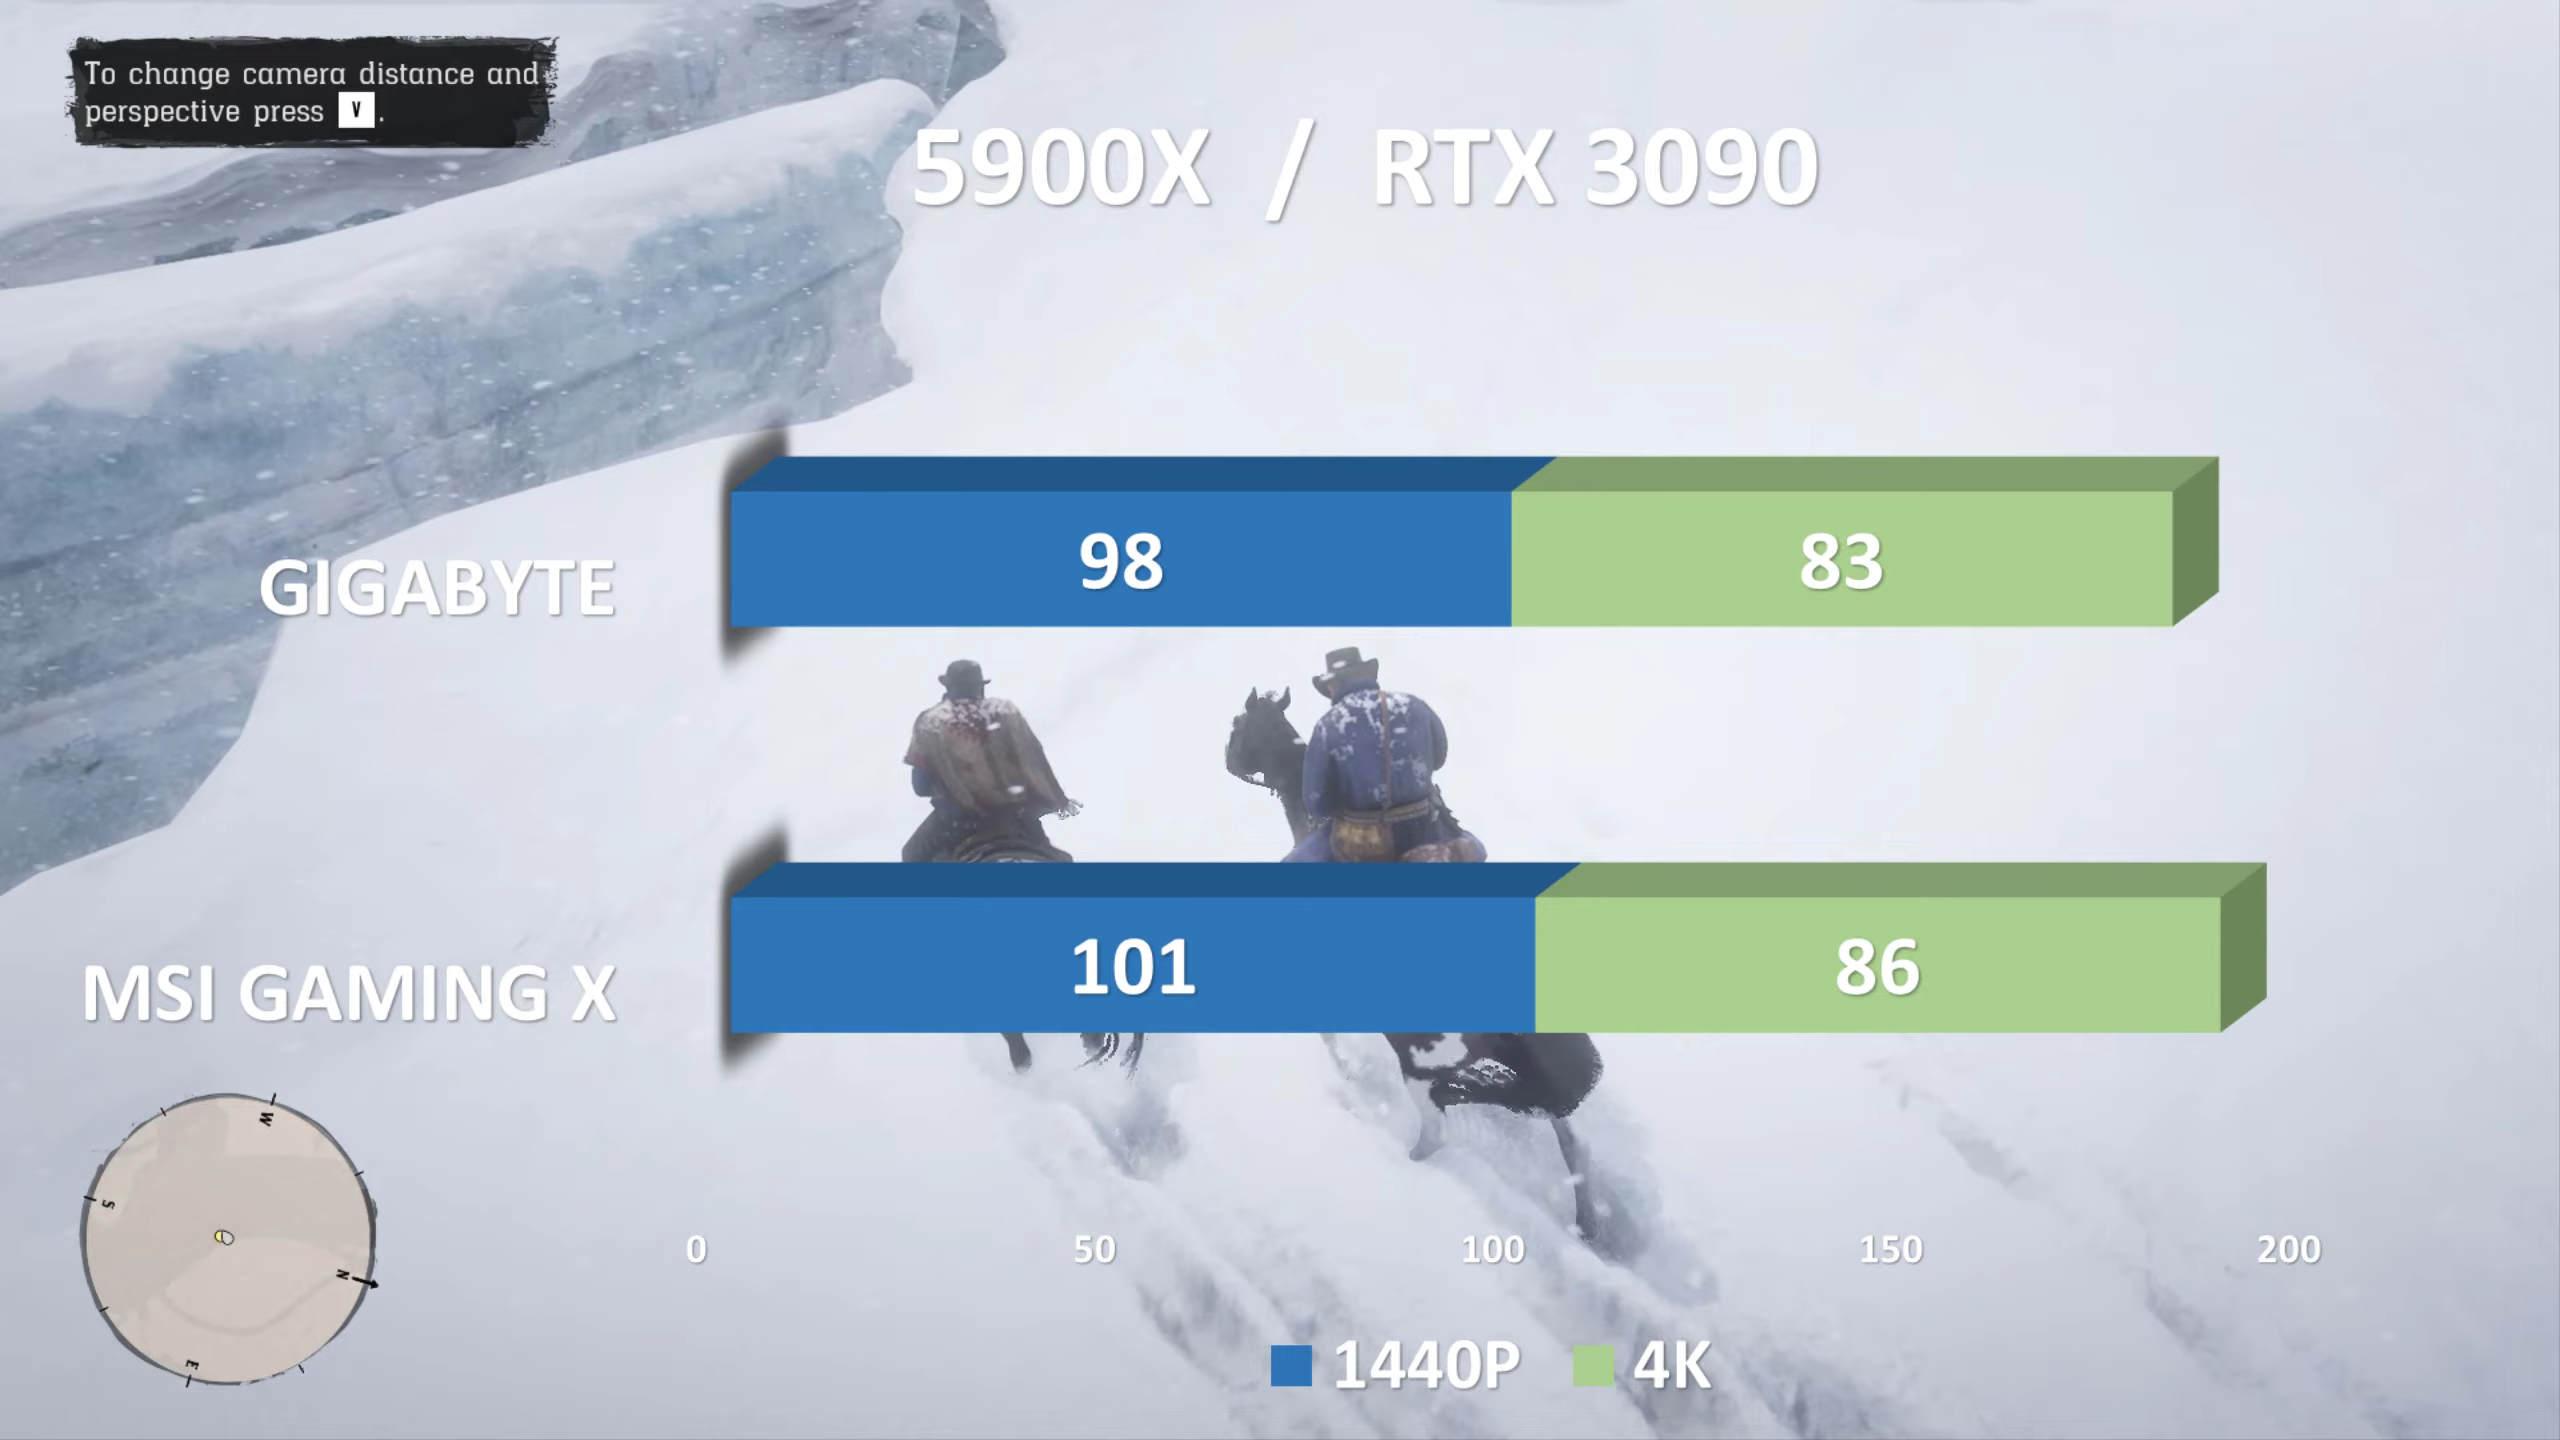 To change camera distance and
perspective press V.
5900X / RTX 3090
GIGABYTE 98 83
MSI GAMING X 101 86
W
S
N
E
0 50 100 150 200
1440P 4K